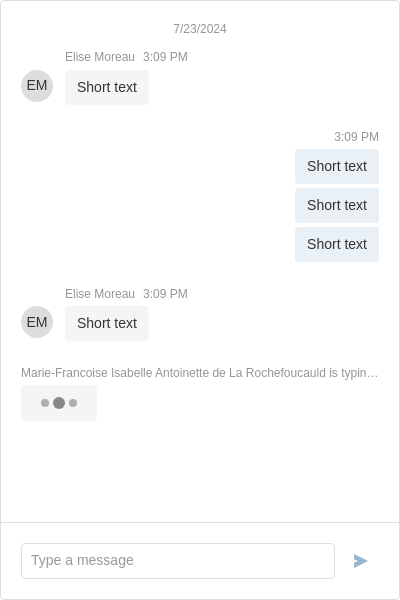 7/23/2024
Elise Moreau 3:09 PM
EM
Short text
3:09 PM
Short text
Short text
Short text
Elise Moreau 3:09 PM
EM
Short text
Marie-Francoise Isabelle Antoinette de La Rochefoucauld is typin…
Type a message